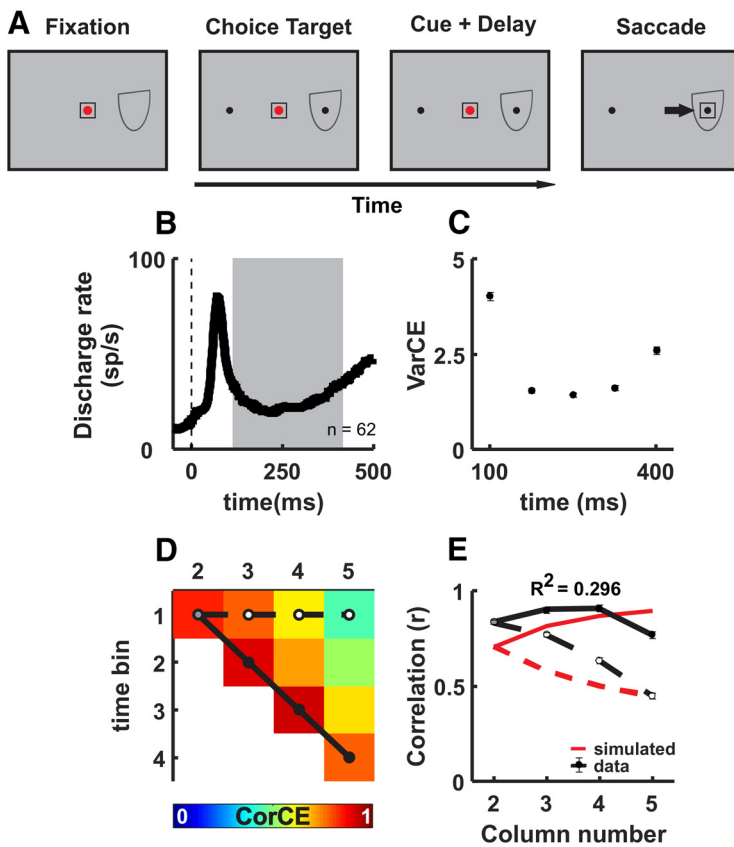 A
Fixation
Choice Target
Cue + Delay
Saccade
Time
B
100
Discharge rate
(sp/s)
0
n = 62
0
250
500
time(ms)
C
5
VarCE
2.5
0
100
400
time (ms)
D
2
3
4
5
time bin
1
2
3
4
0
CorCE
1
E
R2 = 0.296
1
Correlation (r)
0.5
simulated
data
0
2
3
4
5
Column number